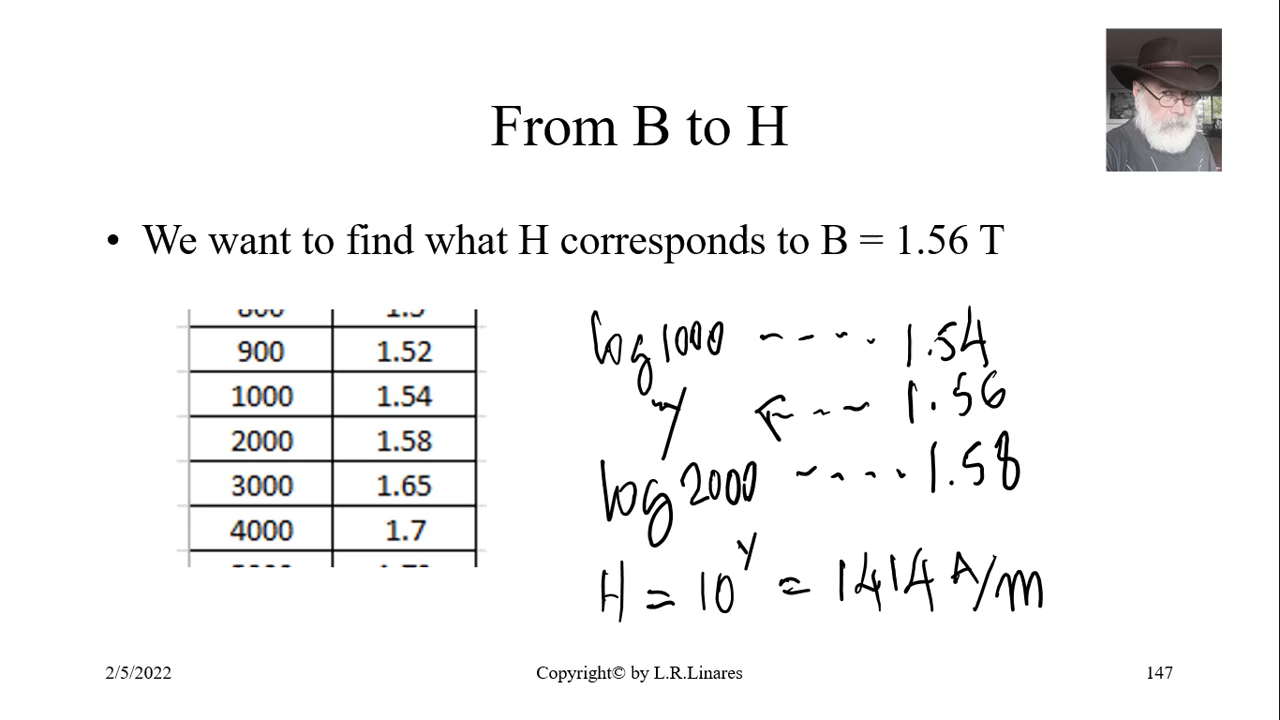 From B to H
• We want to find what H corresponds to B = 1.56 T
900 1.52
1000 1.54
2000 1.58
3000 1.65
4000 1.7
log 1000 ---- 1.54
y --- 1.56
log 2000 ---- 1.58
H = 10^y = 1414 A/m
2/5/2022
Copyright© by L.R.Linares
147